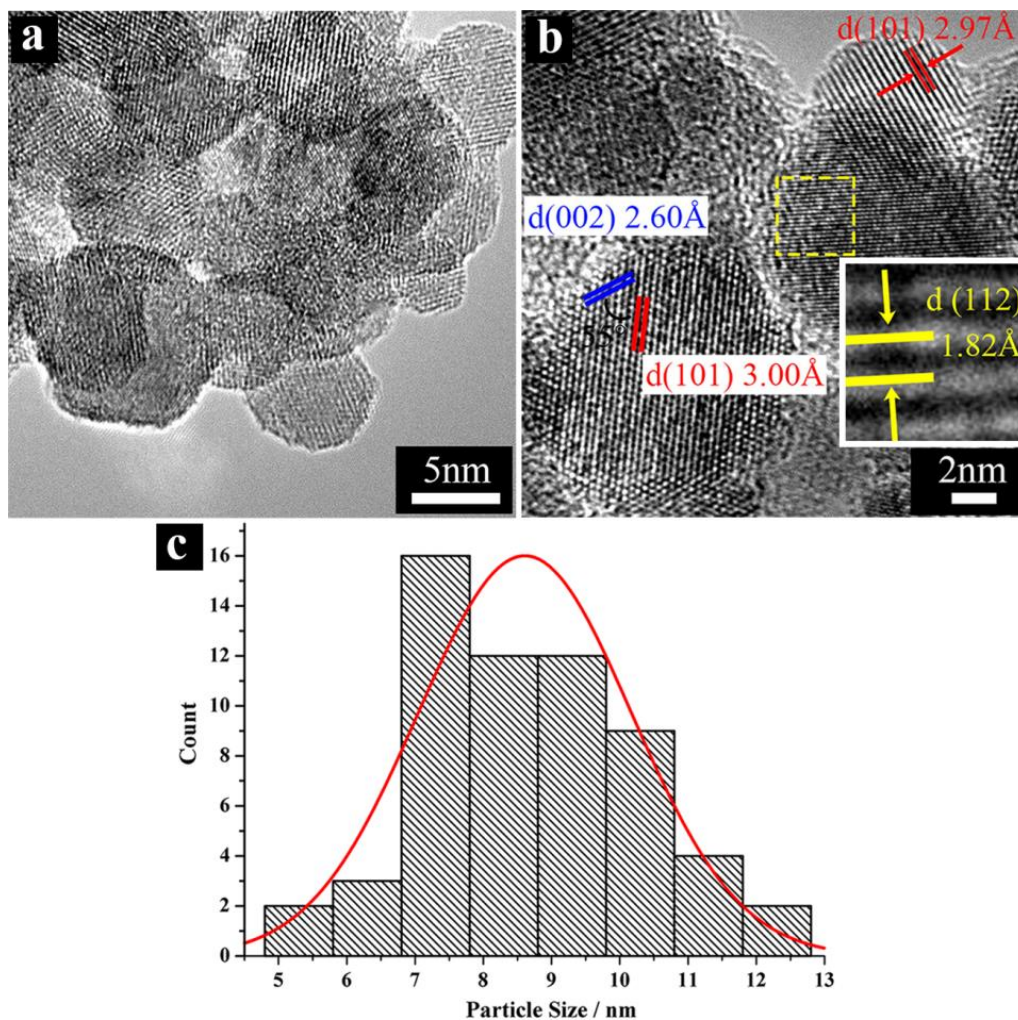 a
5nm
b
d(101) 2.97Å
d(002) 2.60Å
55°
d(101) 3.00Å
d (112)
1.82Å
2nm
c
16
14
12
10
8
6
4
2
0
Count
5 6 7 8 9 10 11 12 13
Particle Size / nm